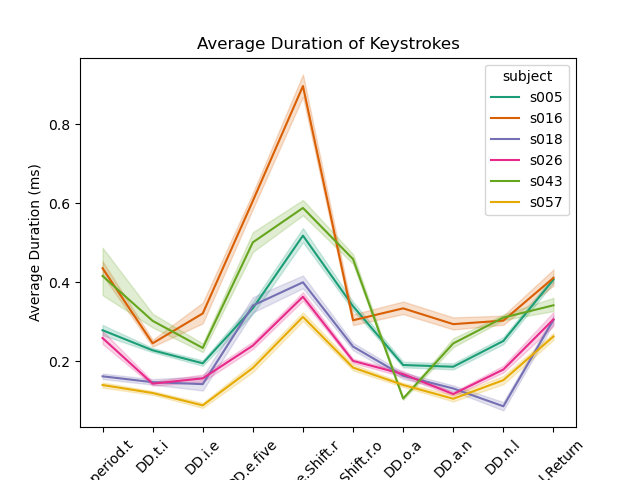 Average Duration of Keystrokes
subject
s005
s016
s018
s026
s043
s057
Average Duration (ms)
0.8
0.6
0.4
0.2
period.t
DD.t.i
DD.i.e
DD.e.five
e.Shift.r
Shift.r.o
DD.o.a
DD.a.n
DD.n.l
l.Return